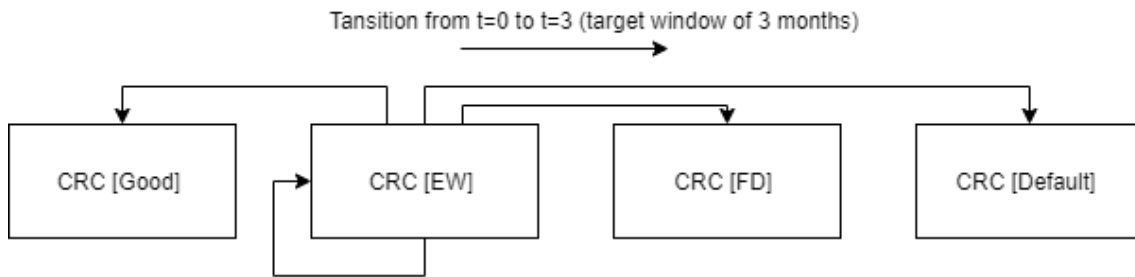 Tansition from t=0 to t=3 (target window of 3 months)
CRC [Good]
CRC [EW]
CRC [FD]
CRC [Default]